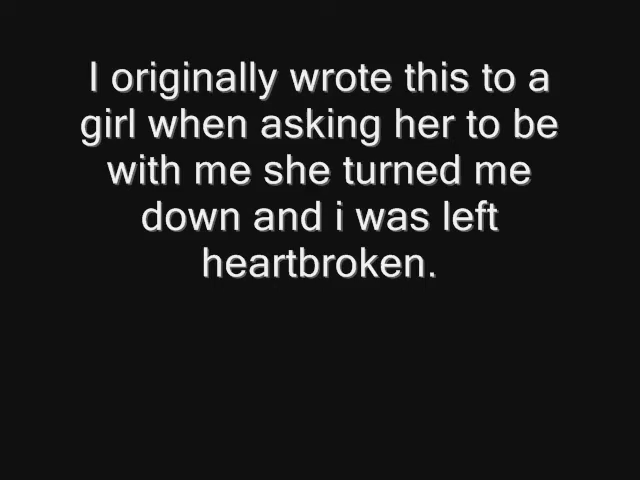 I originally wrote this to a
girl when asking her to be
with me she turned me
down and i was left
heartbroken.